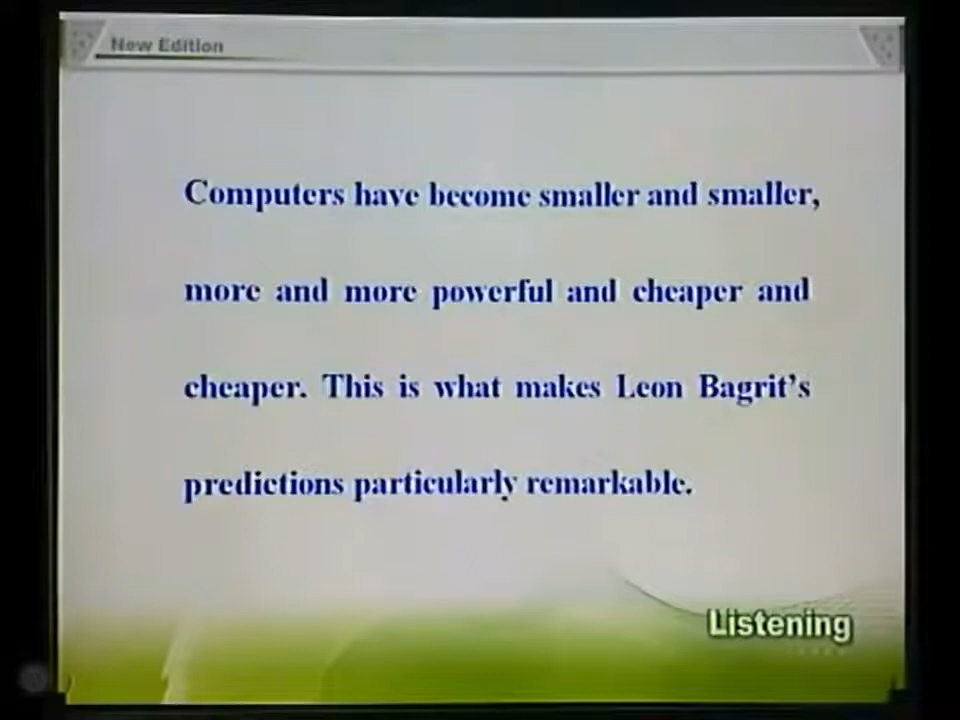 New Edition
Computers have become smaller and smaller,
more and more powerful and cheaper and
cheaper. This is what makes Leon Bagrit's
predictions particularly remarkable.
Listening